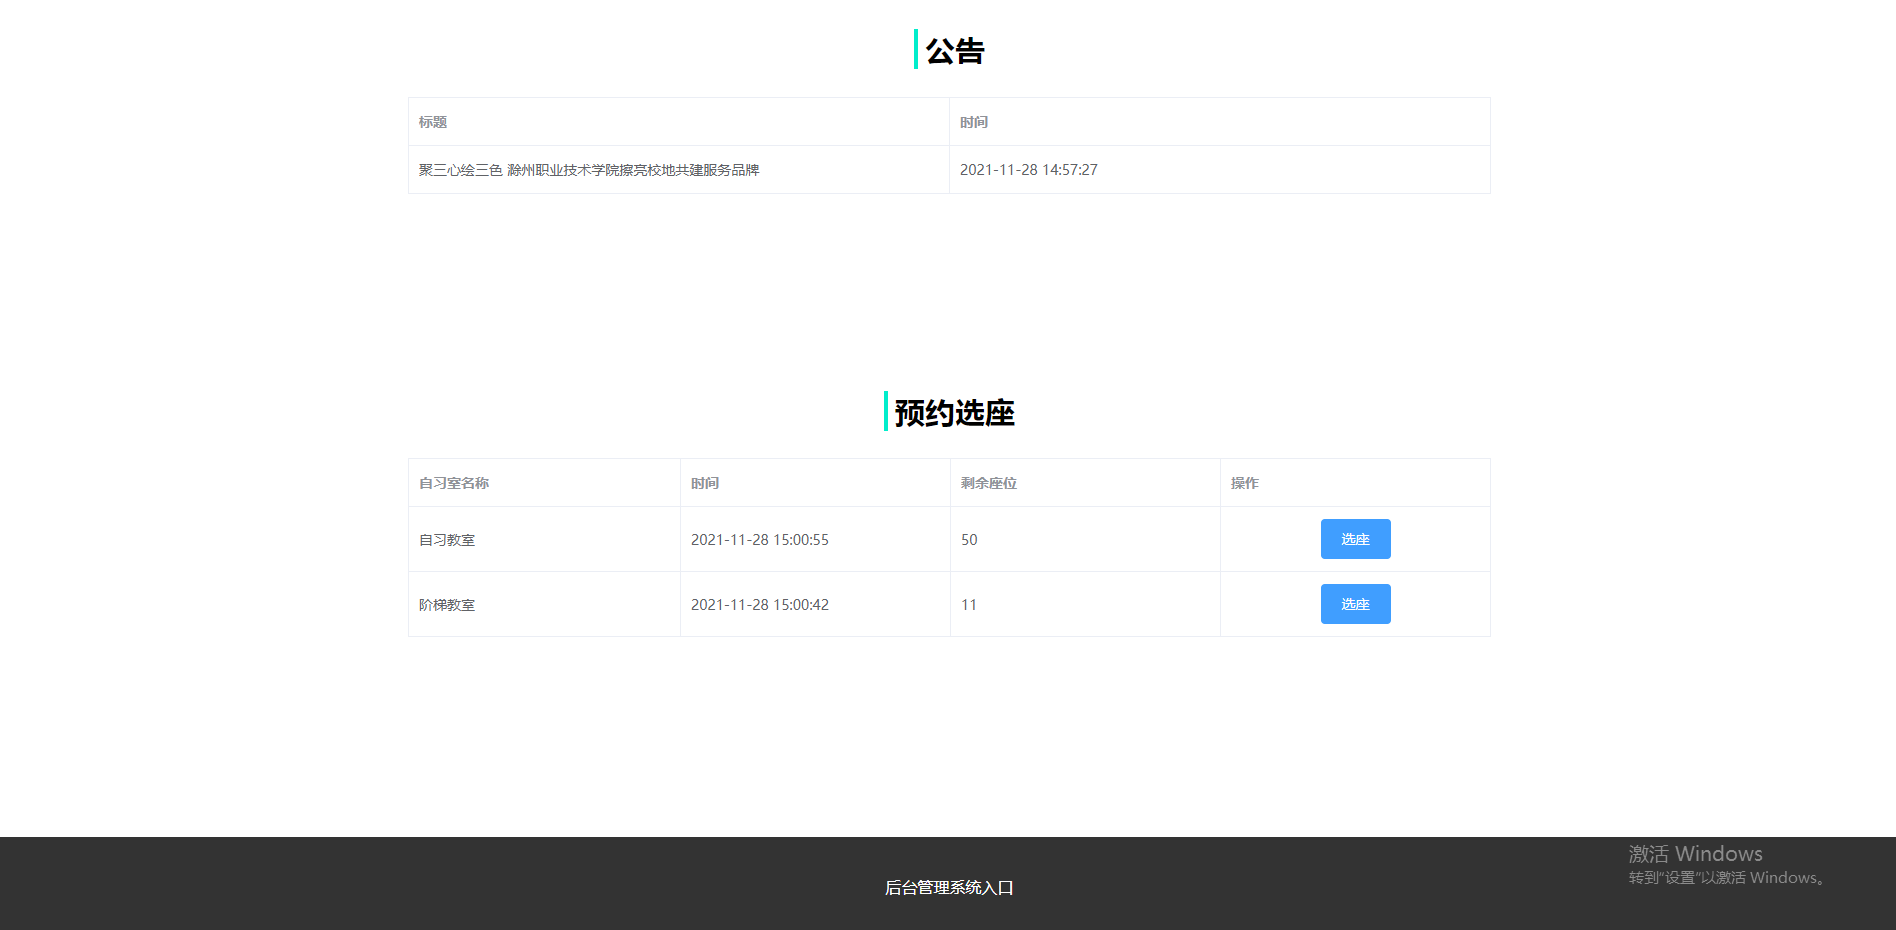 公告
标题 时间
聚三心绘三色 滁州职业技术学院擦亮校地共建服务品牌 2021-11-28 14:57:27
预约选座
自习室名称 时间 剩余座位 操作
自习教室 2021-11-28 15:00:55 50 选座
阶梯教室 2021-11-28 15:00:42 11 选座
激活 Windows
转到“设置”以激活 Windows。
后台管理系统入口